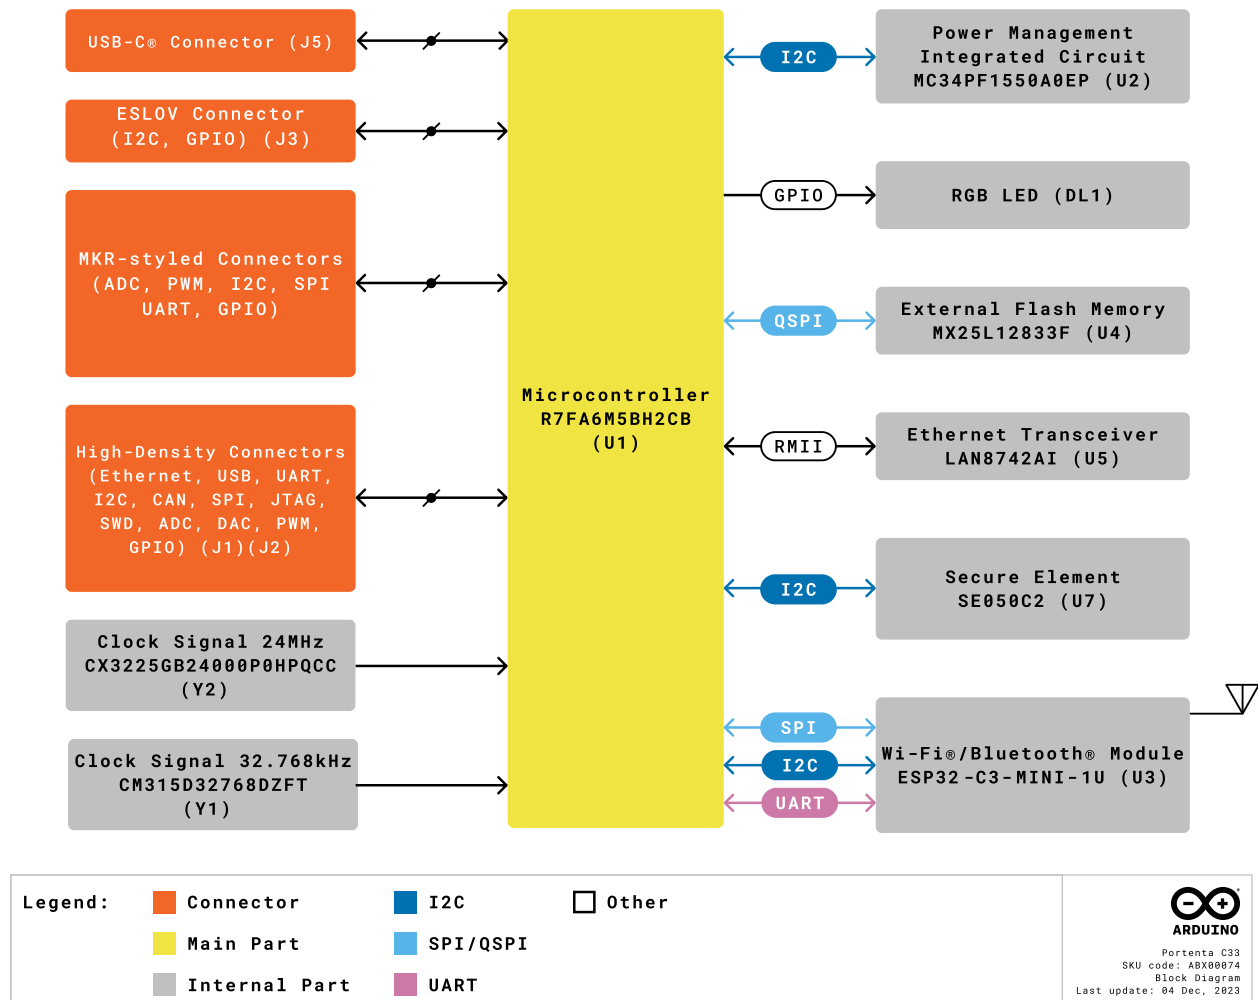 USB-C® Connector (J5)
ESLOV Connector
(I2C, GPIO) (J3)
MKR-styled Connectors
(ADC, PWM, I2C, SPI
UART, GPIO)
High-Density Connectors
(Ethernet, USB, UART,
I2C, CAN, SPI, JTAG,
SWD, ADC, DAC, PWM,
GPIO) (J1)(J2)
Clock Signal 24MHz
CX3225GB24000P0HPQCC
(Y2)
Clock Signal 32.768kHz
CM315D32768DZFT
(Y1)
Microcontroller
R7FA6M5BH2CB
(U1)
I2C
Power Management
Integrated Circuit
MC34PF1550A0EP (U2)
GPIO
RGB LED (DL1)
QSPI
External Flash Memory
MX25L12833F (U4)
RMII
Ethernet Transceiver
LAN8742AI (U5)
I2C
Secure Element
SE050C2 (U7)
SPI
I2C
UART
Wi-Fi®/Bluetooth® Module
ESP32-C3-MINI-1U (U3)
Legend:
Connector
Main Part
Internal Part
I2C
SPI/QSPI
UART
Other
ARDUINO
Portenta C33
SKU code: ABX00074
Block Diagram
Last update: 04 Dec, 2023